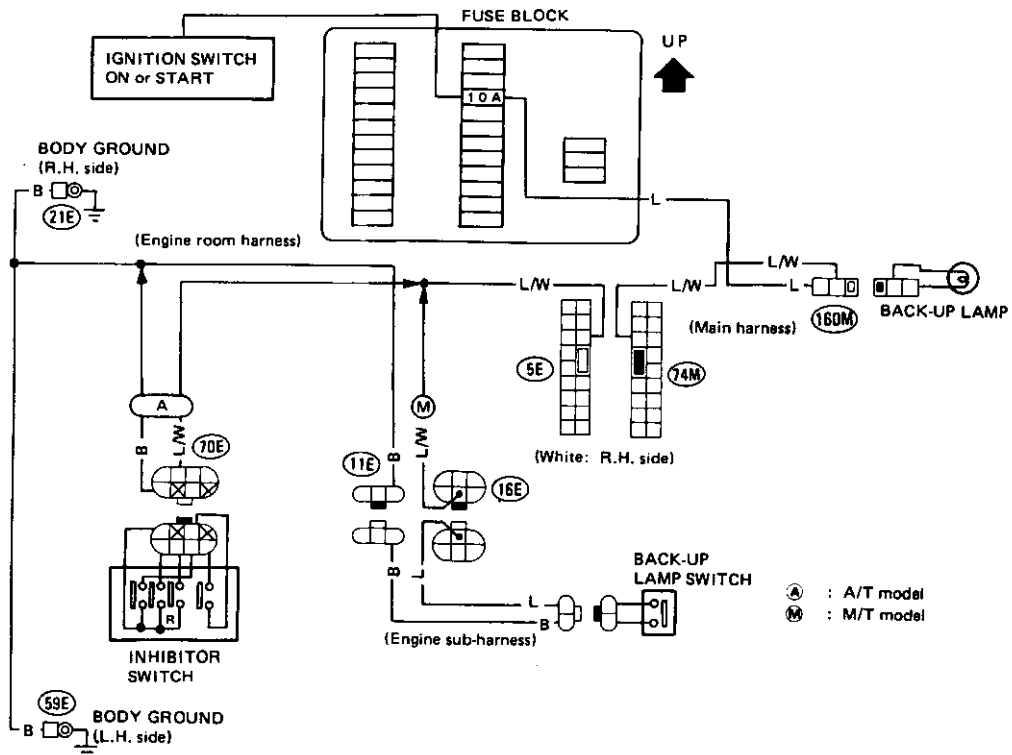 FUSE BLOCK
UP
IGNITION SWITCH
ON or START
10A
BODY GROUND
(R.H. side)
B
21E
L
(Engine room harness)
L/W
L/W
L/W
L
160M
BACK-UP LAMP
(Main harness)
5E
74M
A
M
B
L/W
70E
L/W
B
11E
16E
(White: R.H. side)
B
L
BACK-UP
LAMP SWITCH
L
B
A : A/T model
M : M/T model
R
(Engine sub-harness)
INHIBITOR
SWITCH
59E
B
BODY GROUND
(L.H. side)